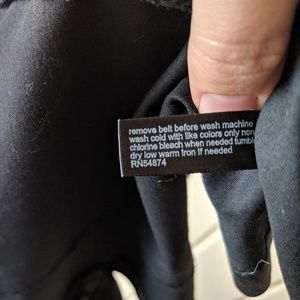 remove belt before wash machine
wash cold with like colors only non
chlorine bleach when needed tumbl
dry low warm iron if needed
RN54874